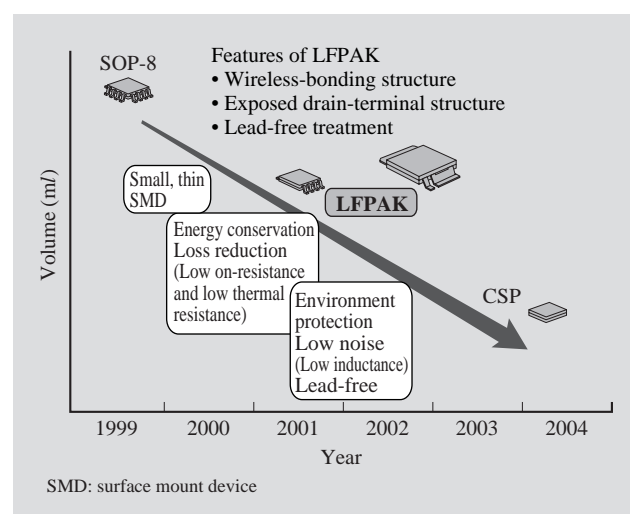 SOP-8
Features of LFPAK
• Wireless-bonding structure
• Exposed drain-terminal structure
• Lead-free treatment
Volume (ml)
Small, thin
SMD
LFPAK
Energy conservation
Loss reduction
(Low on-resistance
and low thermal
resistance)
Environment
protection
Low noise
(Low inductance)
Lead-free
CSP
1999 2000 2001 2002 2003 2004
Year
SMD: surface mount device